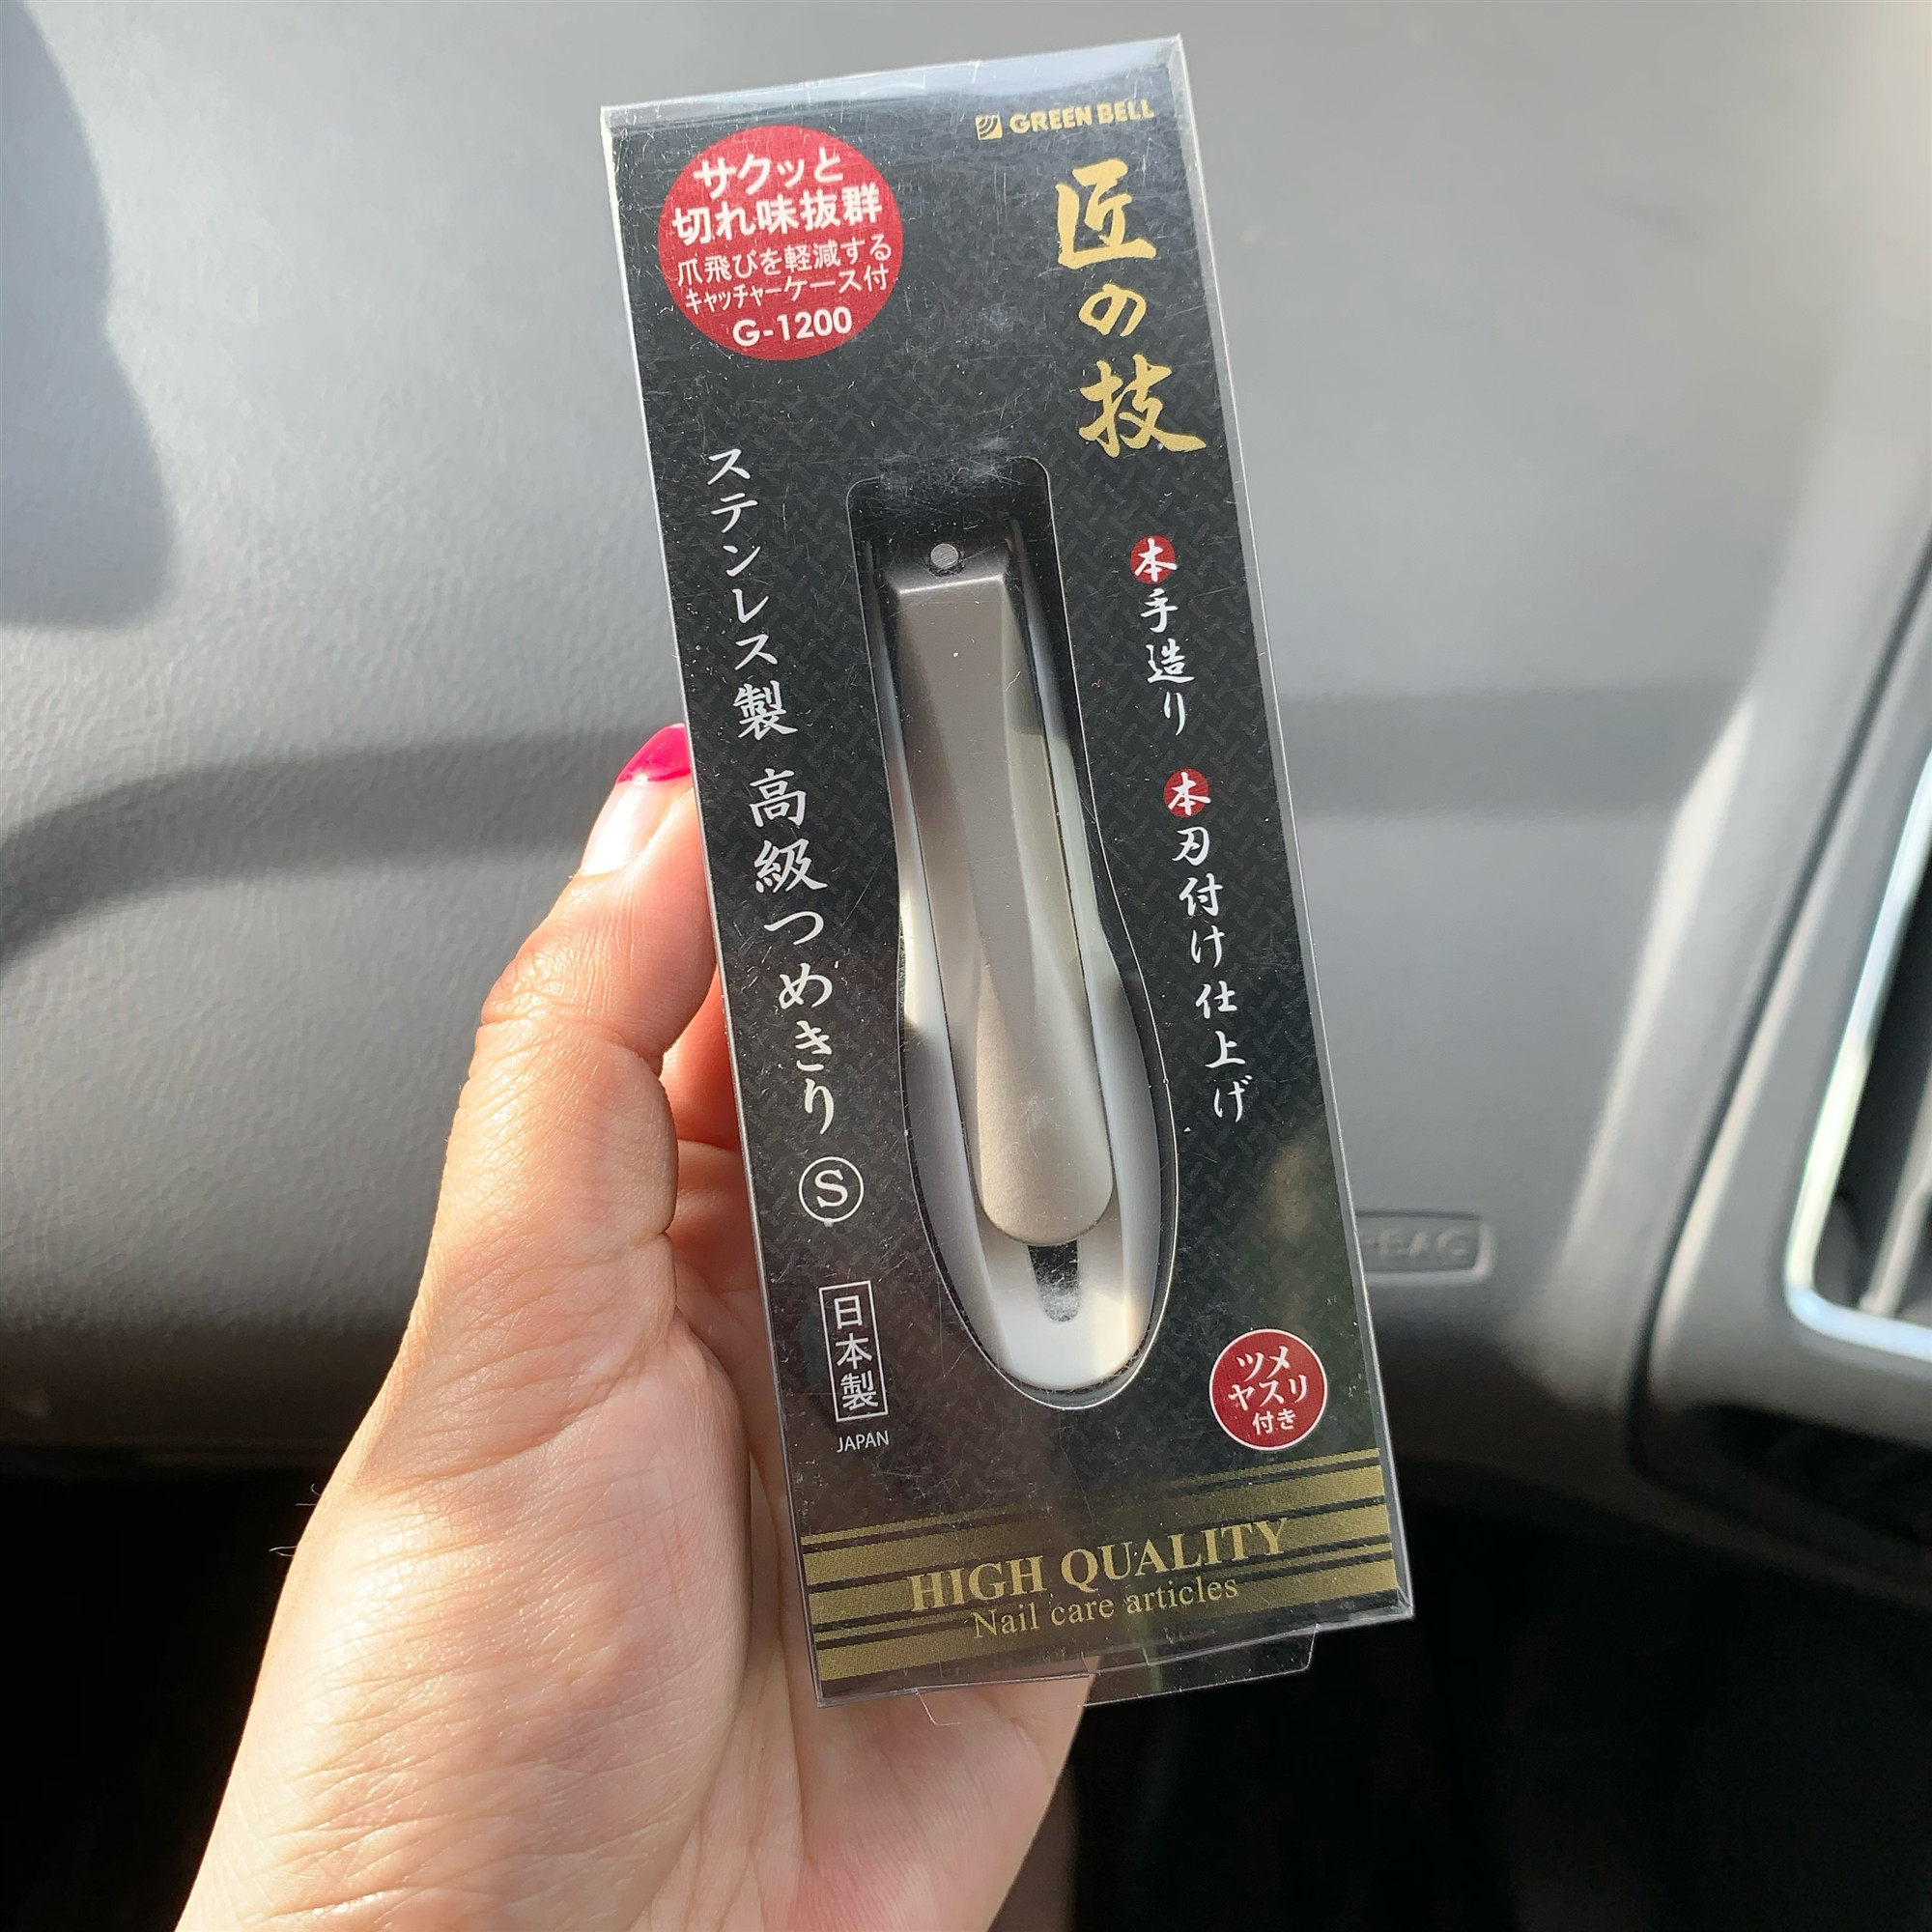 GREEN BELL
サクッと
切れ味抜群
爪飛びを軽減する
キャッチャーケース付
G-1200
匠の技
本手造り 本刃付け仕上げ
ステンレス製 高級つめきり Ⓢ
日本製
JAPAN
ツメ
ヤスリ
付き
HIGH QUALITY
Nail care articles